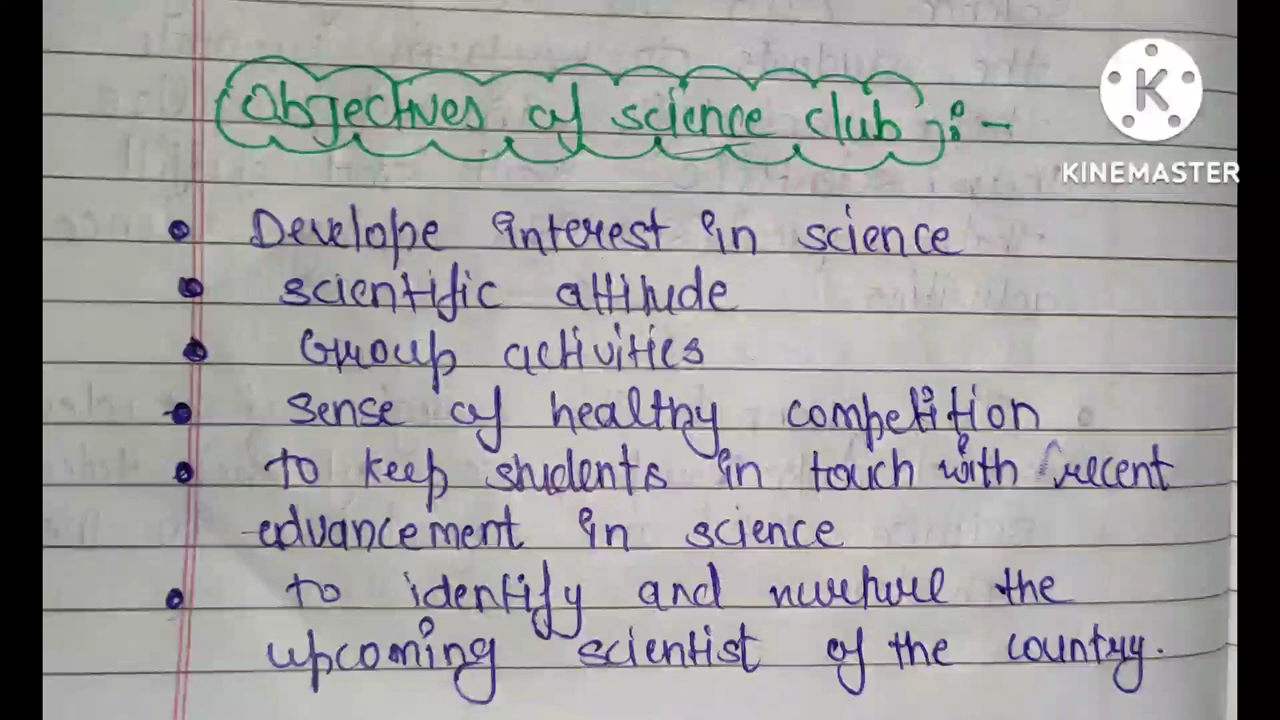 Objectives of science club :-
K
KINEMASTER
• Develope interest in science
• scientific attitude
• Group activities
• Sense of healthy competition
• to keep students in touch with recent
advancement in science
• to identify and nurture the
upcoming scientist of the country.